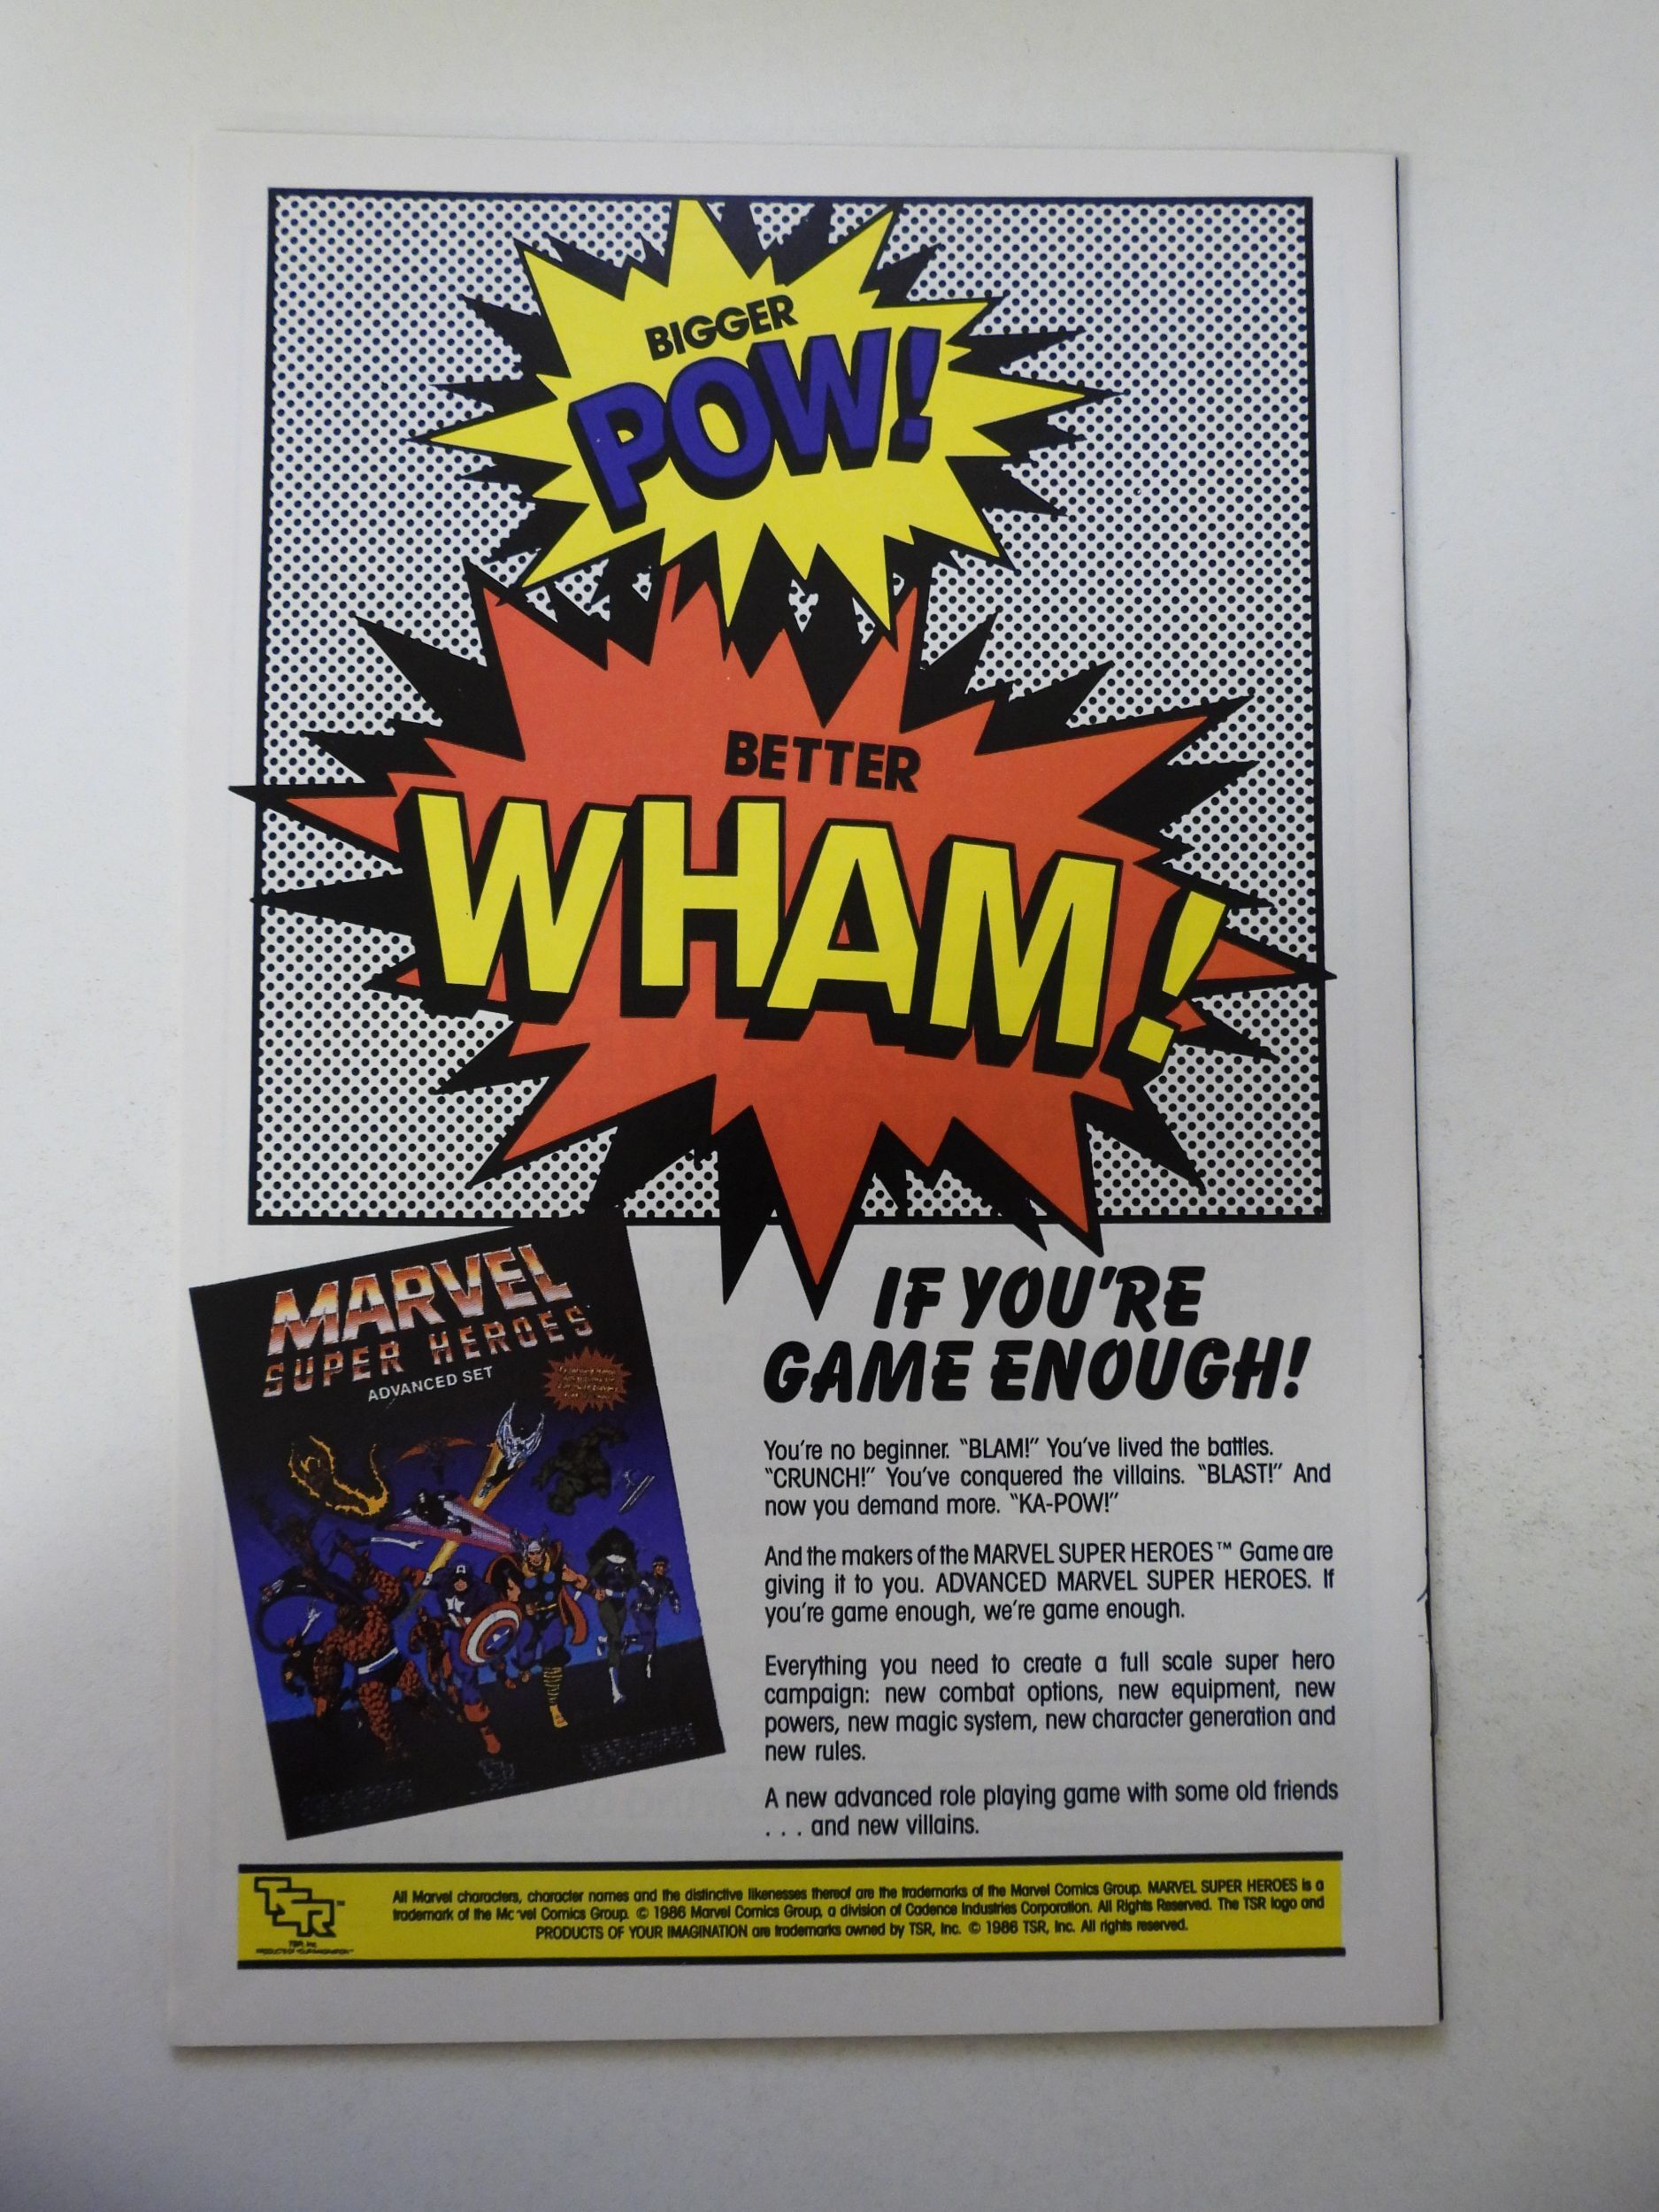 BIGGER
POW!
BETTER
WHAM!
MARVEL
SUPER HEROES
ADVANCED SET
IF YOU'RE
GAME ENOUGH!
You're no beginner. "BLAM!" You've lived the battles.
"CRUNCH!" You've conquered the villains. "BLAST!" And
now you demand more. "KA-POW!"
And the makers of the MARVEL SUPER HEROES™ Game are
giving it to you. ADVANCED MARVEL SUPER HEROES. If
you're game enough, we're game enough.
Everything you need to create a full scale super hero
campaign: new combat options, new equipment, new
powers, new magic system, new character generation and
new rules.
A new advanced role playing game with some old friends
. . . and new villains.
TSR™
TSR, Inc.
PRODUCTS OF YOUR IMAGINATION™
All Marvel characters, character names and the distinctive likenesses thereof are the trademarks of the Marvel Comics Group. MARVEL SUPER HEROES is a
trademark of the Marvel Comics Group. © 1986 Marvel Comics Group, a division of Cadence Industries Corporation. All Rights Reserved. The TSR logo and
PRODUCTS OF YOUR IMAGINATION are trademarks owned by TSR, Inc. © 1986 TSR, Inc. All rights reserved.